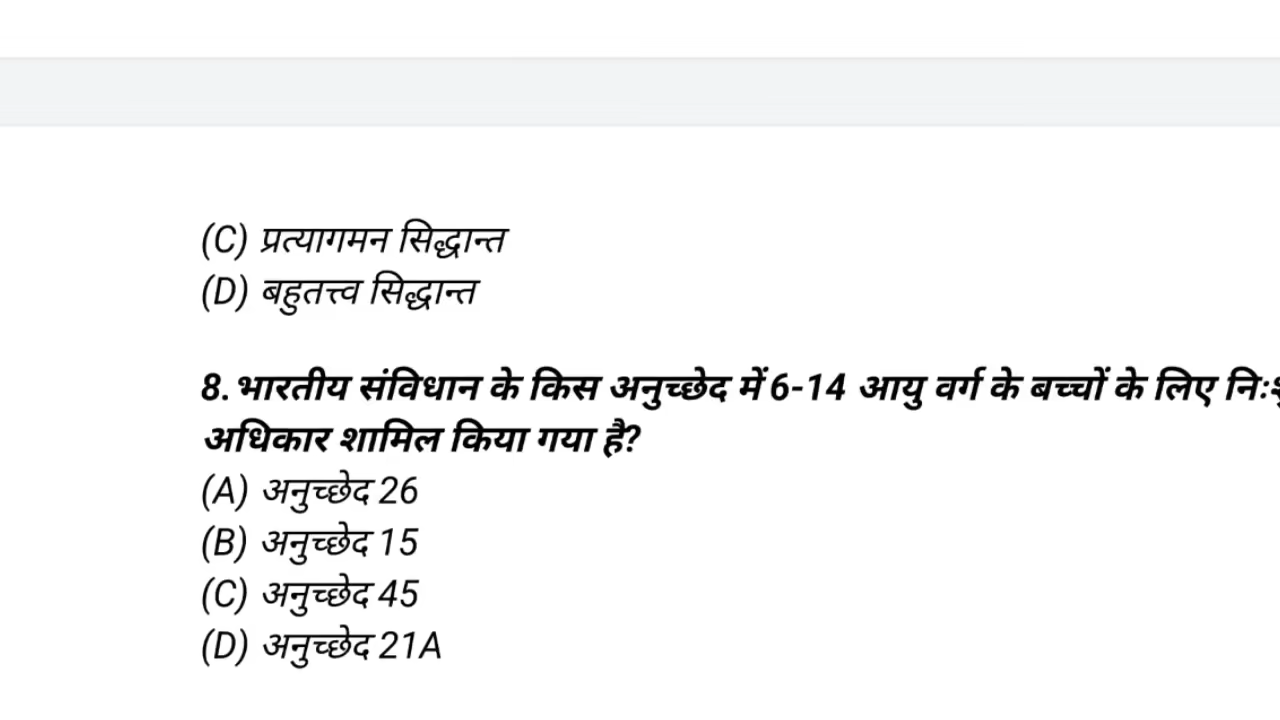 (C) प्रत्यागमन सिद्धान्त
(D) बहुतत्त्व सिद्धान्त
8. भारतीय संविधान के किस अनुच्छेद में 6-14 आयु वर्ग के बच्चों के लिए
अधिकार शामिल किया गया है?
(A) अनुच्छेद 26
(B) अनुच्छेद 15
(C) अनुच्छेद 45
(D) अनुच्छेद 21A